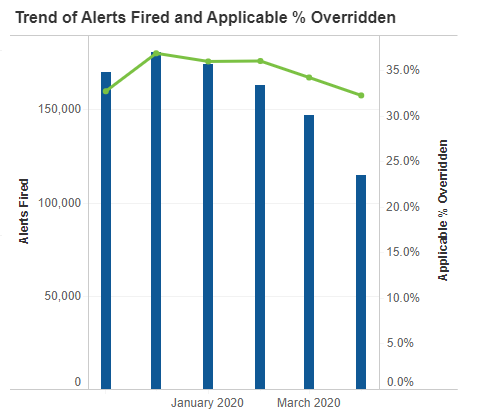 Trend of Alerts Fired and Applicable % Overridden
Alerts Fired
150,000
100,000
50,000
0
35.0%
30.0%
25.0%
20.0%
15.0%
10.0%
5.0%
0.0%
Applicable % Overridden
January 2020
March 2020